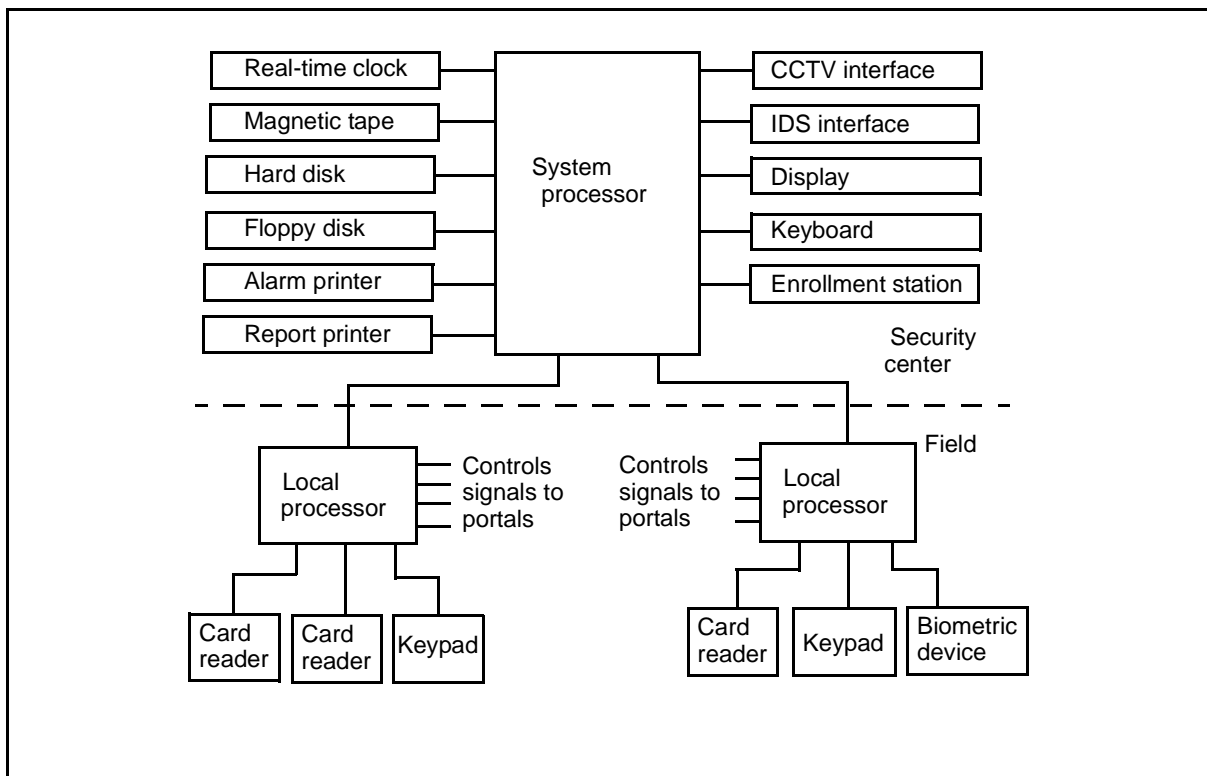 Real-time clock
Magnetic tape
Hard disk
Floppy disk
Alarm printer
Report printer
System
processor
CCTV interface
IDS interface
Display
Keyboard
Enrollment station
Security
center
Field
Local
processor
Controls
signals to
portals
Controls
signals to
portals
Local
processor
Card
reader
Card
reader
Keypad
Card
reader
Keypad
Biometric
device